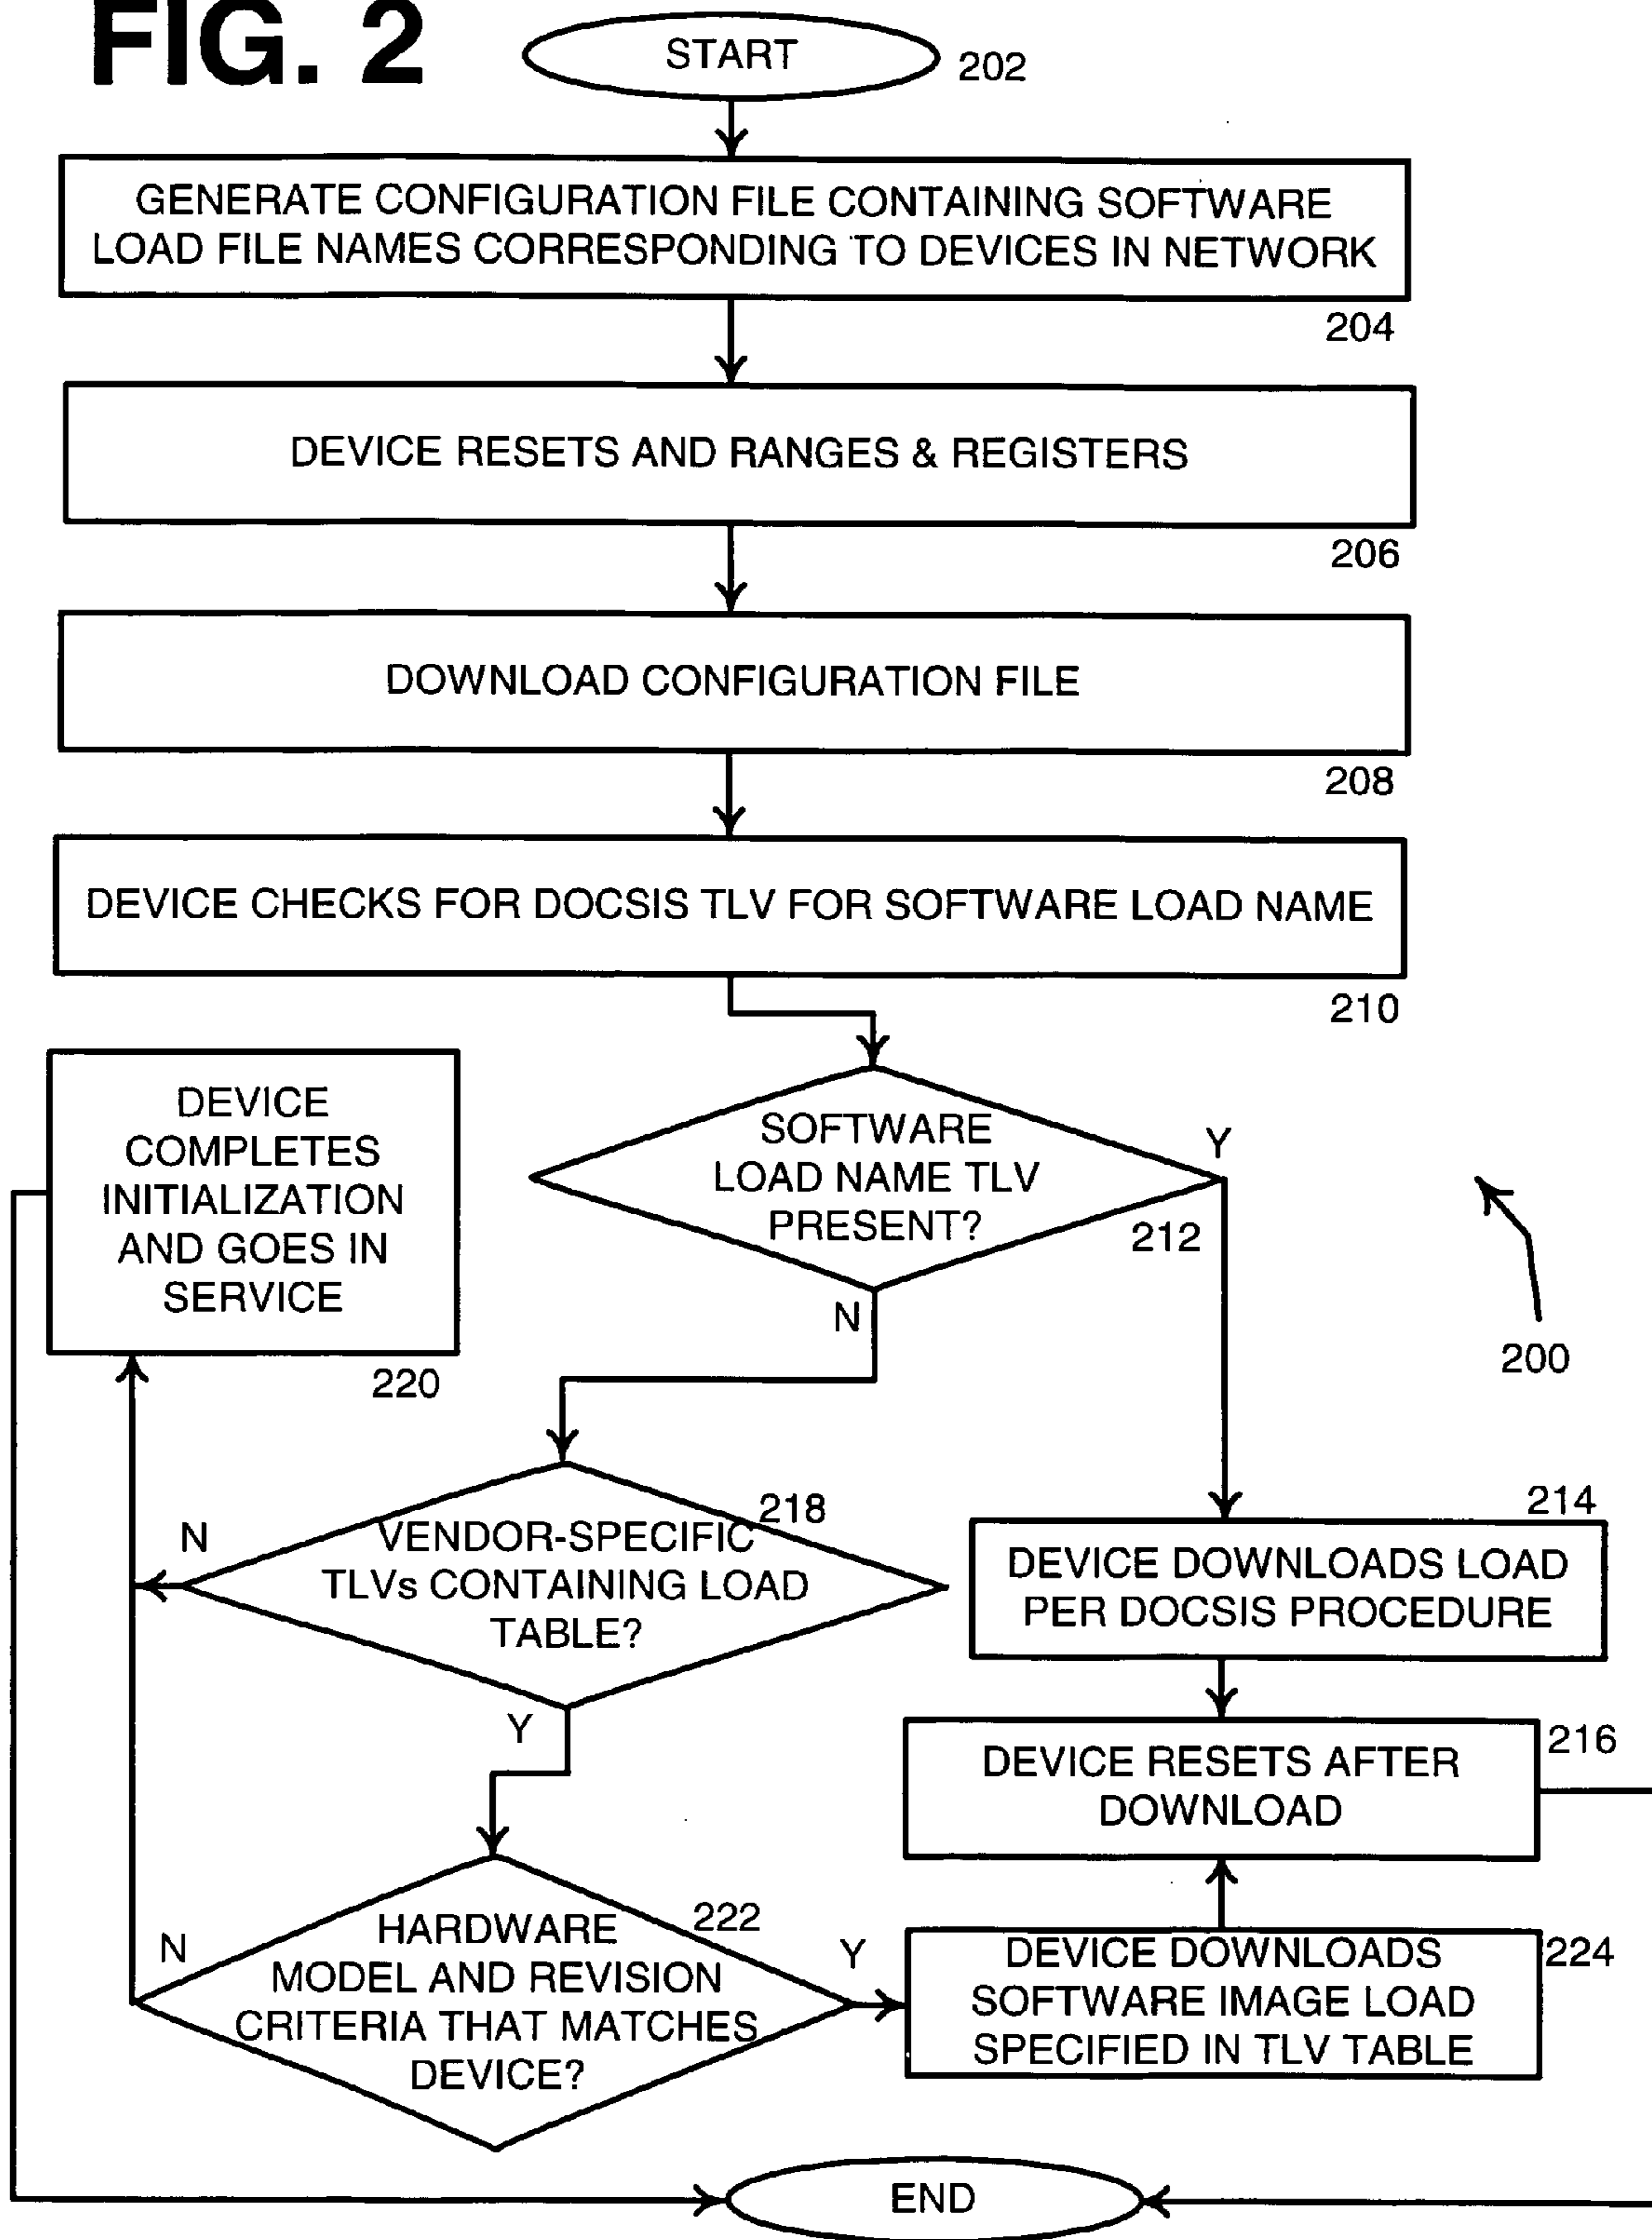 FIG. 2
START
202
GENERATE CONFIGURATION FILE CONTAINING SOFTWARE
LOAD FILE NAMES CORRESPONDING TO DEVICES IN NETWORK
204
DEVICE RESETS AND RANGES & REGISTERS
206
DOWNLOAD CONFIGURATION FILE
208
DEVICE CHECKS FOR DOCSIS TLV FOR SOFTWARE LOAD NAME
210
DEVICE
COMPLETES
INITIALIZATION
AND GOES IN
SERVICE
220
SOFTWARE
LOAD NAME TLV
PRESENT?
212
Y
N
200
218
VENDOR-SPECIFIC
TLVs CONTAINING LOAD
TABLE?
N
Y
214
DEVICE DOWNLOADS LOAD
PER DOCSIS PROCEDURE
216
DEVICE RESETS AFTER
DOWNLOAD
222
HARDWARE
MODEL AND REVISION
CRITERIA THAT MATCHES
DEVICE?
N
Y
224
DEVICE DOWNLOADS
SOFTWARE IMAGE LOAD
SPECIFIED IN TLV TABLE
END